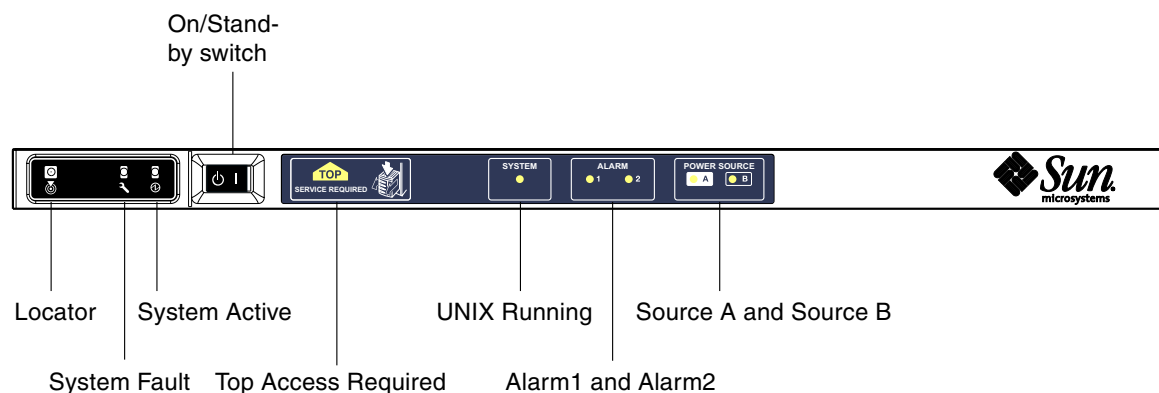 On/Stand-
by switch
TOP
SERVICE REQUIRED
SYSTEM
ALARM
1 2
POWER SOURCE
A B
Sun.
microsystems
Locator System Active UNIX Running Source A and Source B
System Fault Top Access Required Alarm1 and Alarm2